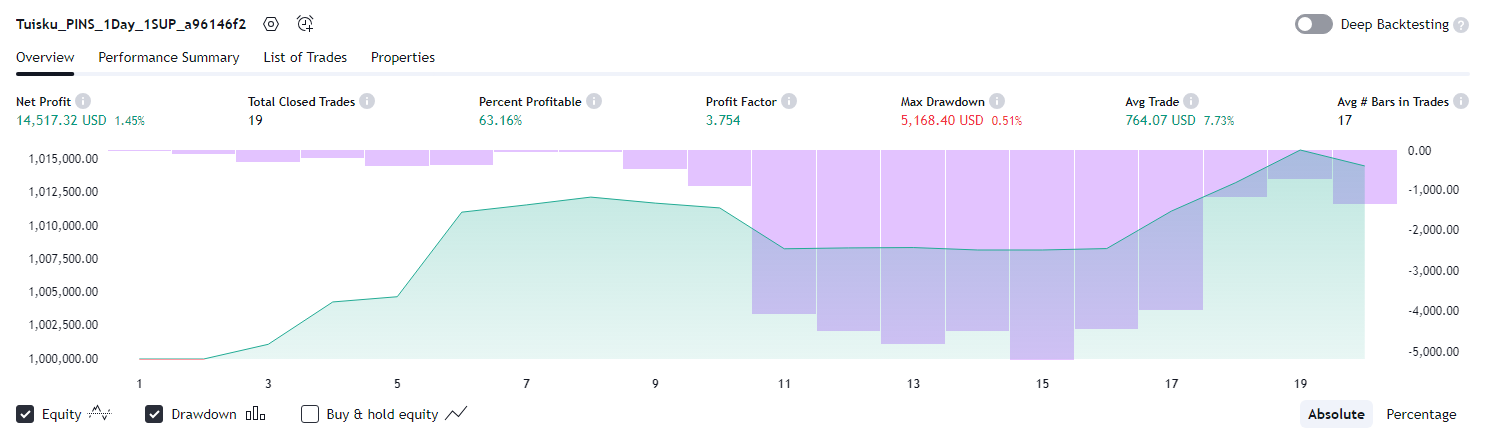 Tuisku_PINS_1Day_1SUP_a96146f2 Deep Backtesting ?
Overview Performance Summary List of Trades Properties
Net Profit i Total Closed Trades i Percent Profitable i Profit Factor i Max Drawdown i Avg Trade i Avg # Bars in Trades i
14,517.32 USD 1.45% 19 63.16% 3.754 5,168.40 USD 0.51% 764.07 USD 7.73% 17
1,015,000.00 0.00
1,012,500.00 -1,000.00
1,010,000.00 -2,000.00
1,007,500.00 -3,000.00
1,005,000.00
1,002,500.00 -4,000.00
1,000,000.00 -5,000.00
1 3 5 7 9 11 13 15 17 19
Equity Drawdown Buy & hold equity Absolute Percentage